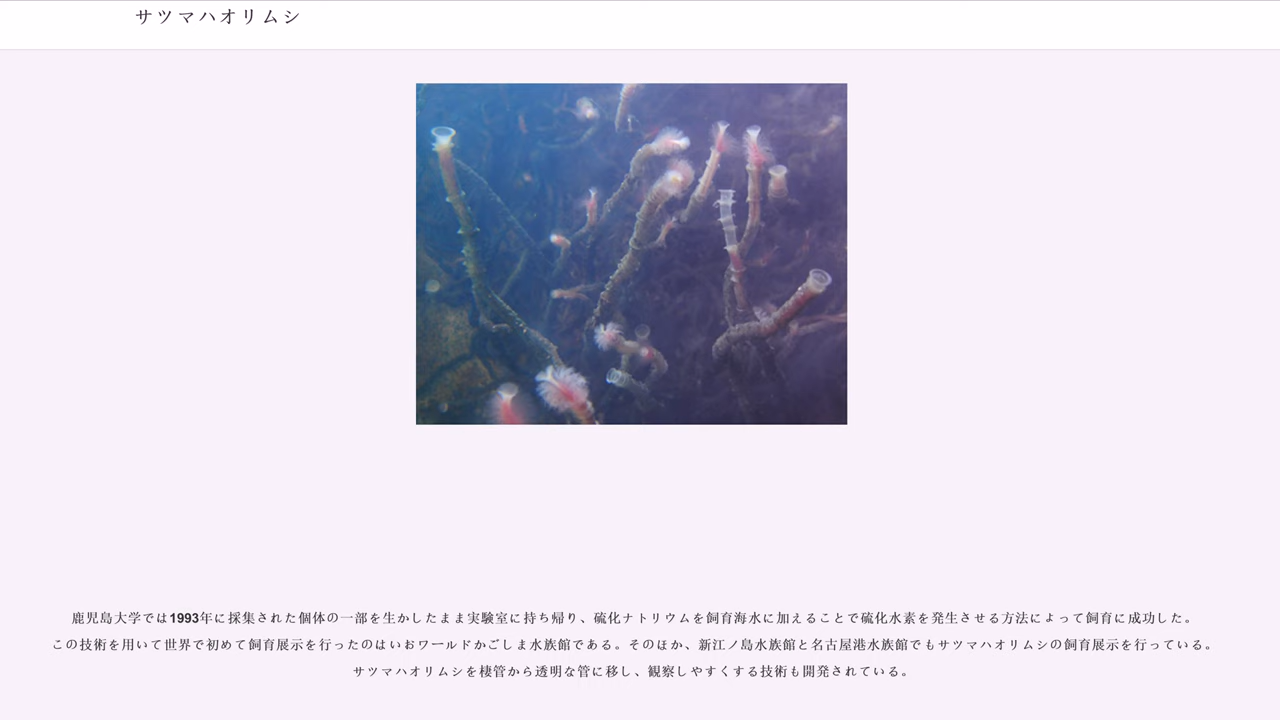 サツマハオリムシ
鹿児島大学では1993年に採集された個体の一部を生かしたまま実験室に持ち帰り、硫化ナトリウムを飼育海水に加えることで硫化水素を発生させる方法によって飼育に成功した。
この技術を用いて世界で初めて飼育展示を行ったのはいおワールドかごしま水族館である。そのほか、新江ノ島水族館と名古屋港水族館でもサツマハオリムシの飼育展示を行っている。
サツマハオリムシを棲管から透明な管に移し、観察しやすくする技術も開発されている。